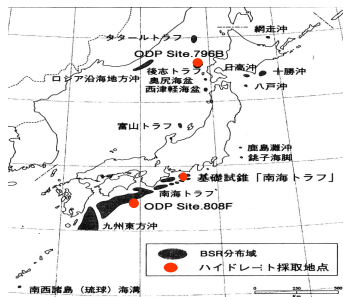 タタールトラフ
網走沖
ODP Site.796B
ロシア沿海地方沖
後志トラフ
奥尻海盆
西津軽海盆
日高沖
十勝沖
八戸沖
富山トラフ
鹿島灘沖
銚子海脚
基礎試錐「南海トラフ」
南海トラフ
ODP Site.808F
九州東方沖
BSR分布域
ハイドレート採取地点
南西諸島（琉球）海溝
0 100 200 300
Km